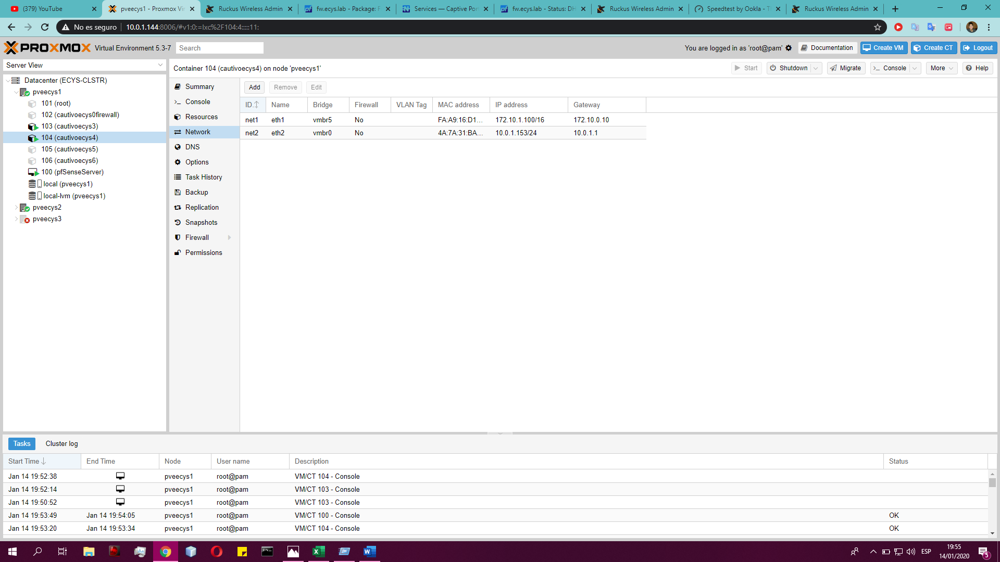 (379) YouTube
pveecys1 - Proxmox Vi
Ruckus Wireless Admin
fw.ecys.lab - Package: F
Services — Captive Por
fw.ecys.lab - Status: DH
Ruckus Wireless Admin
Speedtest by Ookla - T
Ruckus Wireless Admin
No es seguro
10.0.1.144:8006/#v1:0:=lxc%2F104:4:::::11:
PROXMOX
Virtual Environment 5.3-7
Search
You are logged in as 'root@pam'
Documentation
Create VM
Create CT
Logout
Server View
Container 104 (cautivoecys4) on node 'pveecys1'
Start
Shutdown
Migrate
Console
More
Help
Datacenter (ECYS-CLSTR)
pveecys1
101 (root)
102 (cautivoecys0firewall)
103 (cautivoecys3)
104 (cautivoecys4)
105 (cautivoecys5)
106 (cautivoecys6)
100 (pfSenseServer)
local (pveecys1)
local-lvm (pveecys1)
pveecys2
pveecys3
Summary
Console
Resources
Network
DNS
Options
Task History
Backup
Replication
Snapshots
Firewall
Permissions
Add
Remove
Edit
ID
Name
Bridge
Firewall
VLAN Tag
MAC address
IP address
Gateway
net1 eth1 vmbr5 No FA:A9:16:D1... 172.10.1.100/16 172.10.0.10
net2 eth2 vmbr0 No 4A:7A:31:BA... 10.0.1.153/24 10.0.1.1
Tasks
Cluster log
Start Time
End Time
Node
User name
Description
Status
Jan 14 19:52:38 pveecys1 root@pam VM/CT 104 - Console
Jan 14 19:52:14 pveecys1 root@pam VM/CT 103 - Console
Jan 14 19:50:52 pveecys1 root@pam VM/CT 103 - Console
Jan 14 19:53:49 Jan 14 19:54:05 pveecys1 root@pam VM/CT 100 - Console OK
Jan 14 19:53:20 Jan 14 19:53:34 pveecys1 root@pam VM/CT 104 - Console OK
ESP
19:55
14/01/2020
5